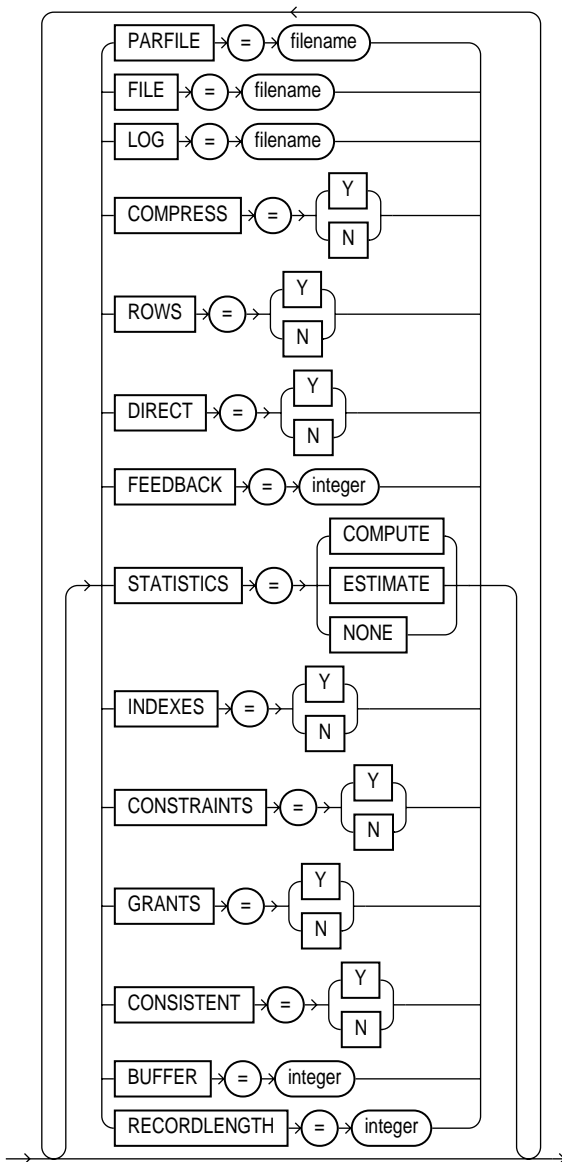 PARFILE = filename
FILE = filename
LOG = filename
COMPRESS = Y
N
ROWS = Y
N
DIRECT = Y
N
FEEDBACK = integer
STATISTICS = COMPUTE
ESTIMATE
NONE
INDEXES = Y
N
CONSTRAINTS = Y
N
GRANTS = Y
N
CONSISTENT = Y
N
BUFFER = integer
RECORDLENGTH = integer